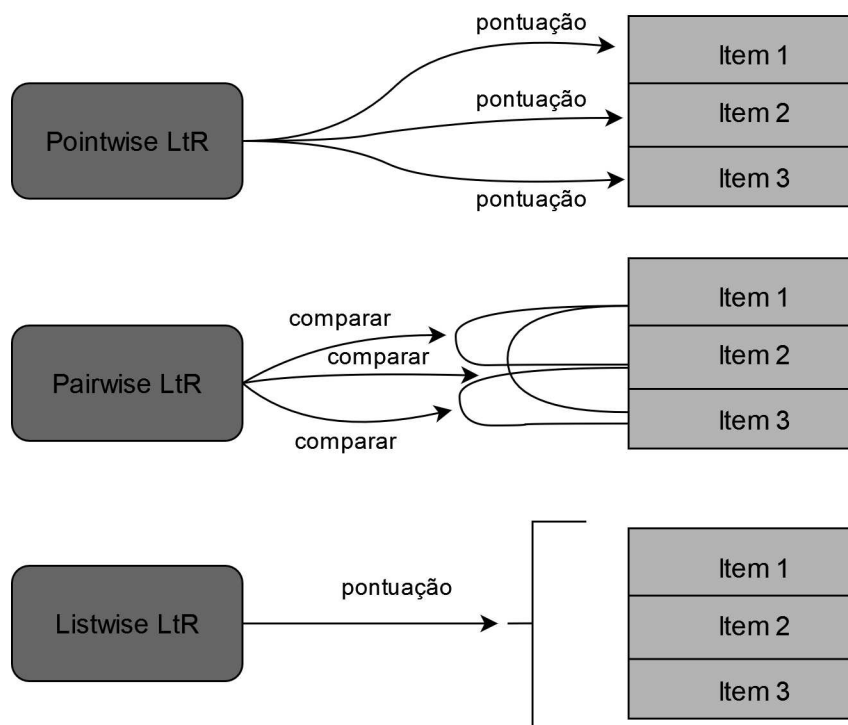 pontuação
Item 1
Pointwise LtR
pontuação
Item 2
pontuação
Item 3
Pairwise LtR
comparar
comparar
comparar
Item 1
Item 2
Item 3
Listwise LtR
pontuação
Item 1
Item 2
Item 3